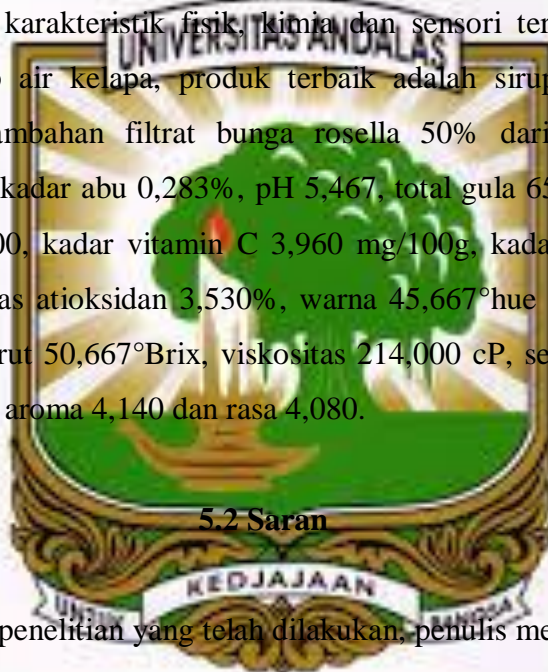 karakteristik fisik, kimia dan sensori
UNIVERSITAS ANDALAS
air kelapa, produk terbaik adalah sirup
ambahan filtrat bunga rosella 50% dari
kadar abu 0,283%, pH 5,467, total gula 65
00, kadar vitamin C 3,960 mg/100g, kada
as atioksidan 3,530%, warna 45,667°hue
rut 50,667°Brix, viskositas 214,000 cP, se
aroma 4,140 dan rasa 4,080.
5.2 Saran
KEDJAJAAN
UNTUK BANGSA
penelitian yang telah dilakukan, penulis me